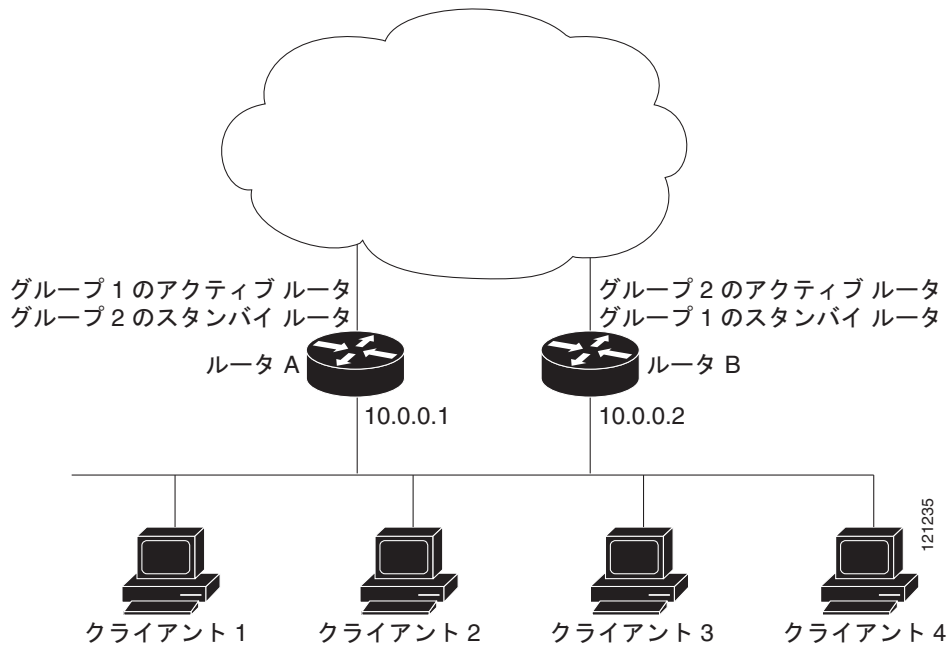 グループ 1 のアクティブ ルータ
グループ 2 のスタンバイ ルータ
グループ 2 のアクティブ ルータ
グループ 1 のスタンバイ ルータ
ルータ A
ルータ B
10.0.0.1
10.0.0.2
121235
クライアント 1
クライアント 2
クライアント 3
クライアント 4